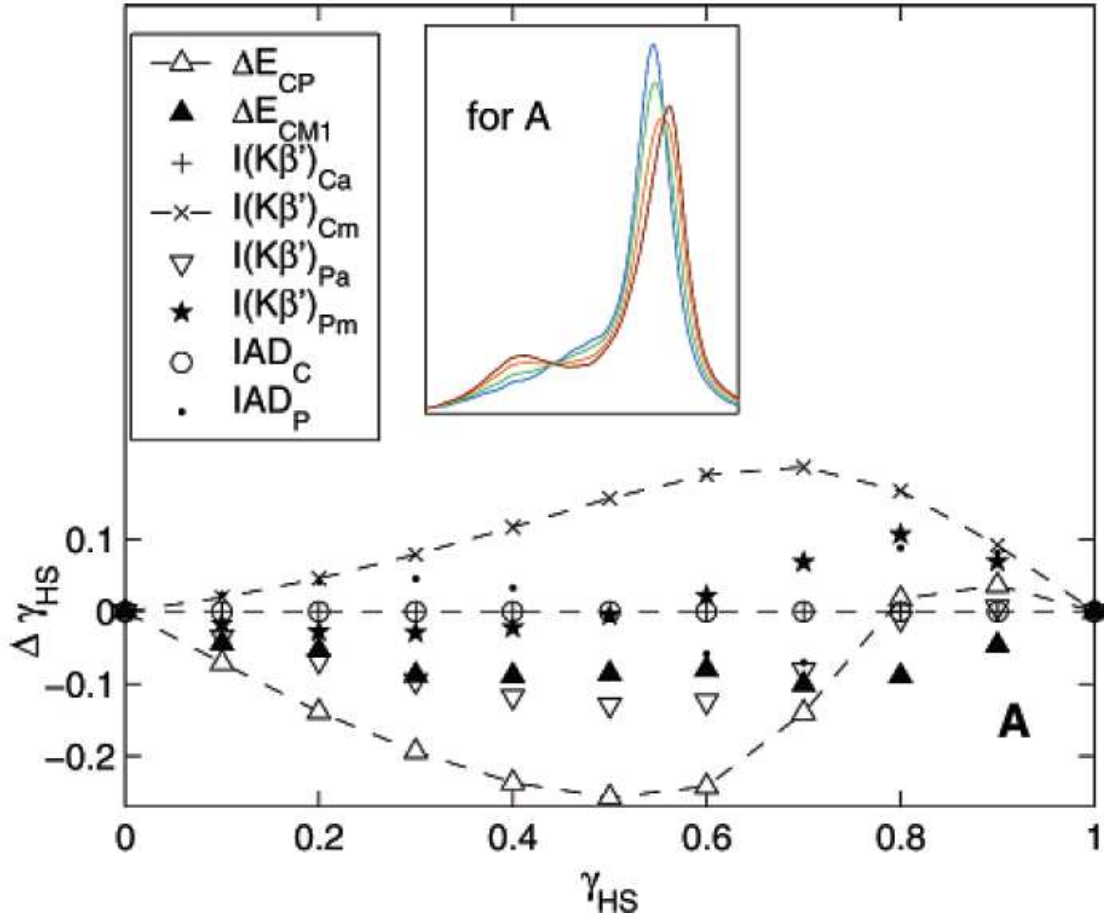 ΔE_CP
ΔE_CM1
I(Kβ')_Ca
I(Kβ')_Cm
I(Kβ')_Pa
I(Kβ')_Pm
IAD_C
IAD_P
for A
0.1
0
−0.1
−0.2
Δ γ_HS
A
0 0.2 0.4 0.6 0.8 1
γ_HS